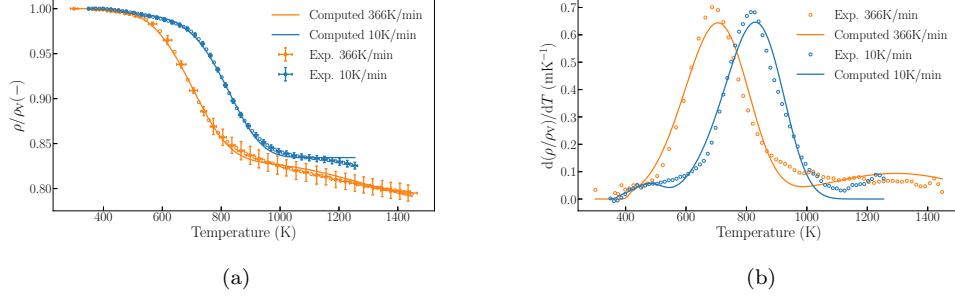 Computed 366K/min
Computed 10K/min
Exp. 366K/min
Exp. 10K/min
1.00
0.95
0.90
0.85
0.80
ρ/ρv(−)
400
600
800
1000
1200
1400
Temperature (K)
(a)
Exp. 366K/min
Computed 366K/min
Exp. 10K/min
Computed 10K/min
0.7
0.6
0.5
0.4
0.3
0.2
0.1
0.0
d(ρ/ρv)/dT (mK⁻¹)
400
600
800
1000
1200
1400
Temperature (K)
(b)